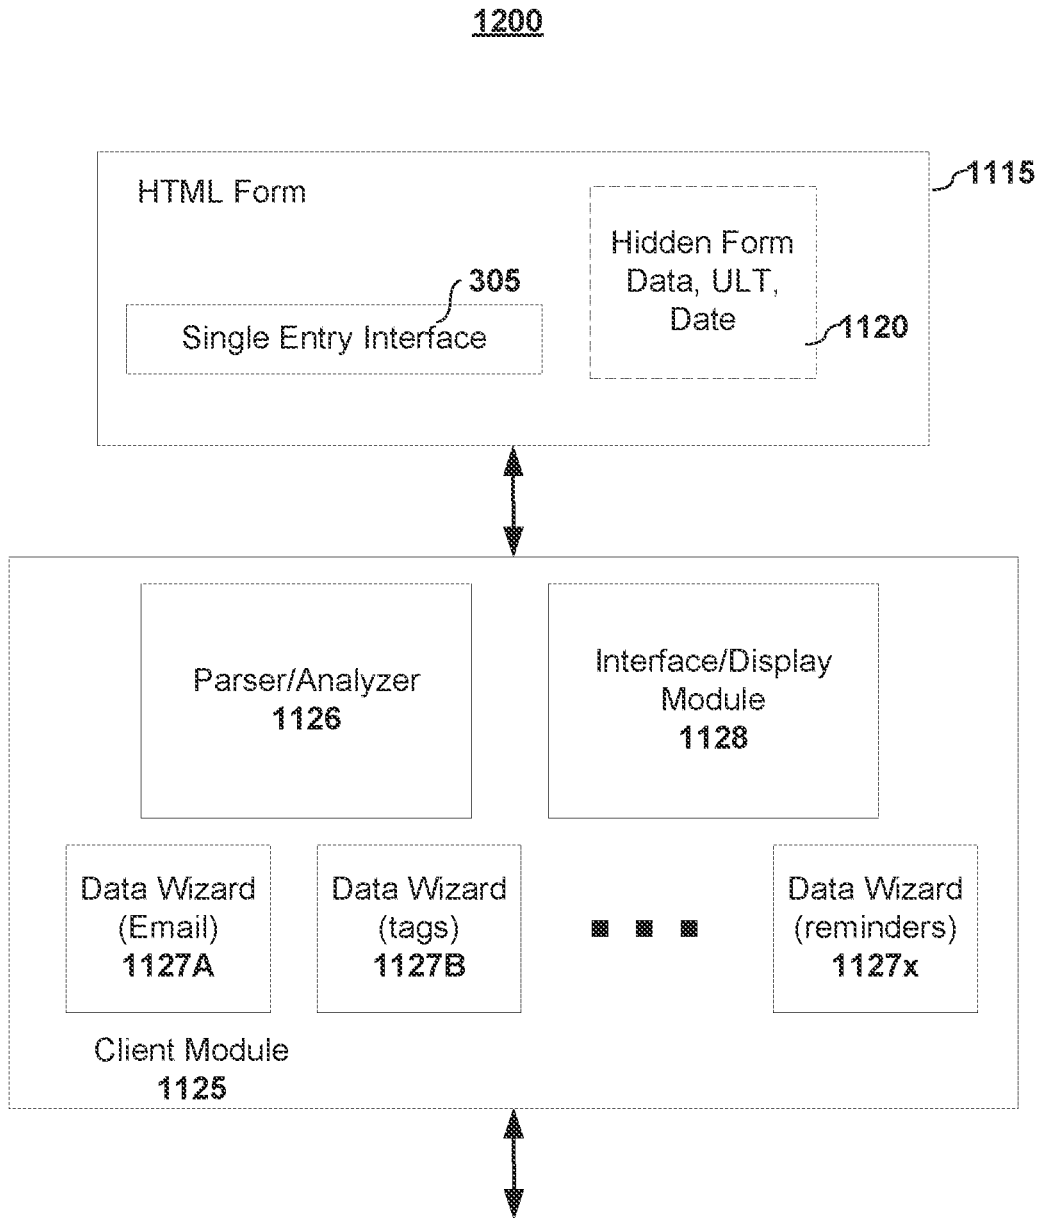 1200
HTML Form
1115
Hidden Form
Data, ULT,
Date
1120
305
Single Entry Interface
Parser/Analyzer
1126
Interface/Display
Module
1128
Data Wizard
(Email)
1127A
Data Wizard
(tags)
1127B
Data Wizard
(reminders)
1127x
Client Module
1125